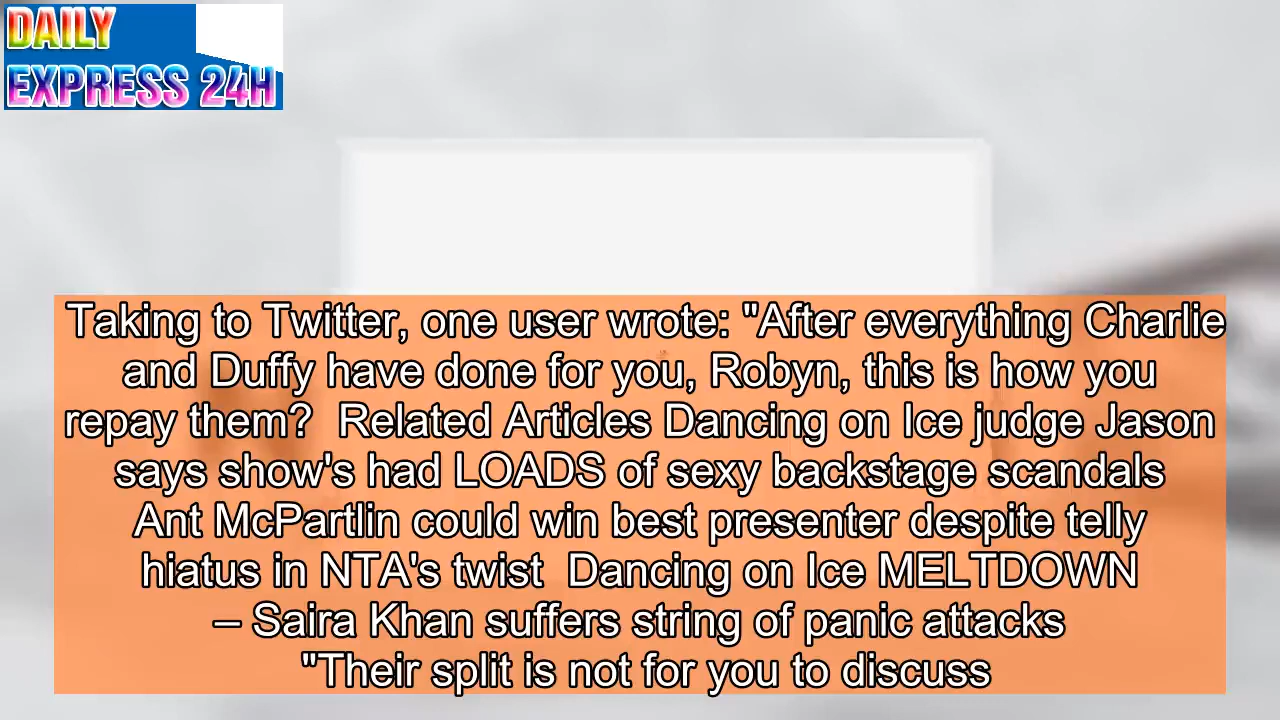 DAILY
EXPRESS 24H
Taking to Twitter, one user wrote: "After everything Charlie
and Duffy have done for you, Robyn, this is how you
repay them?  Related Articles Dancing on Ice judge Jason
says show's had LOADS of sexy backstage scandals
Ant McPartlin could win best presenter despite telly
hiatus in NTA's twist  Dancing on Ice MELTDOWN
– Saira Khan suffers string of panic attacks
"Their split is not for you to discuss